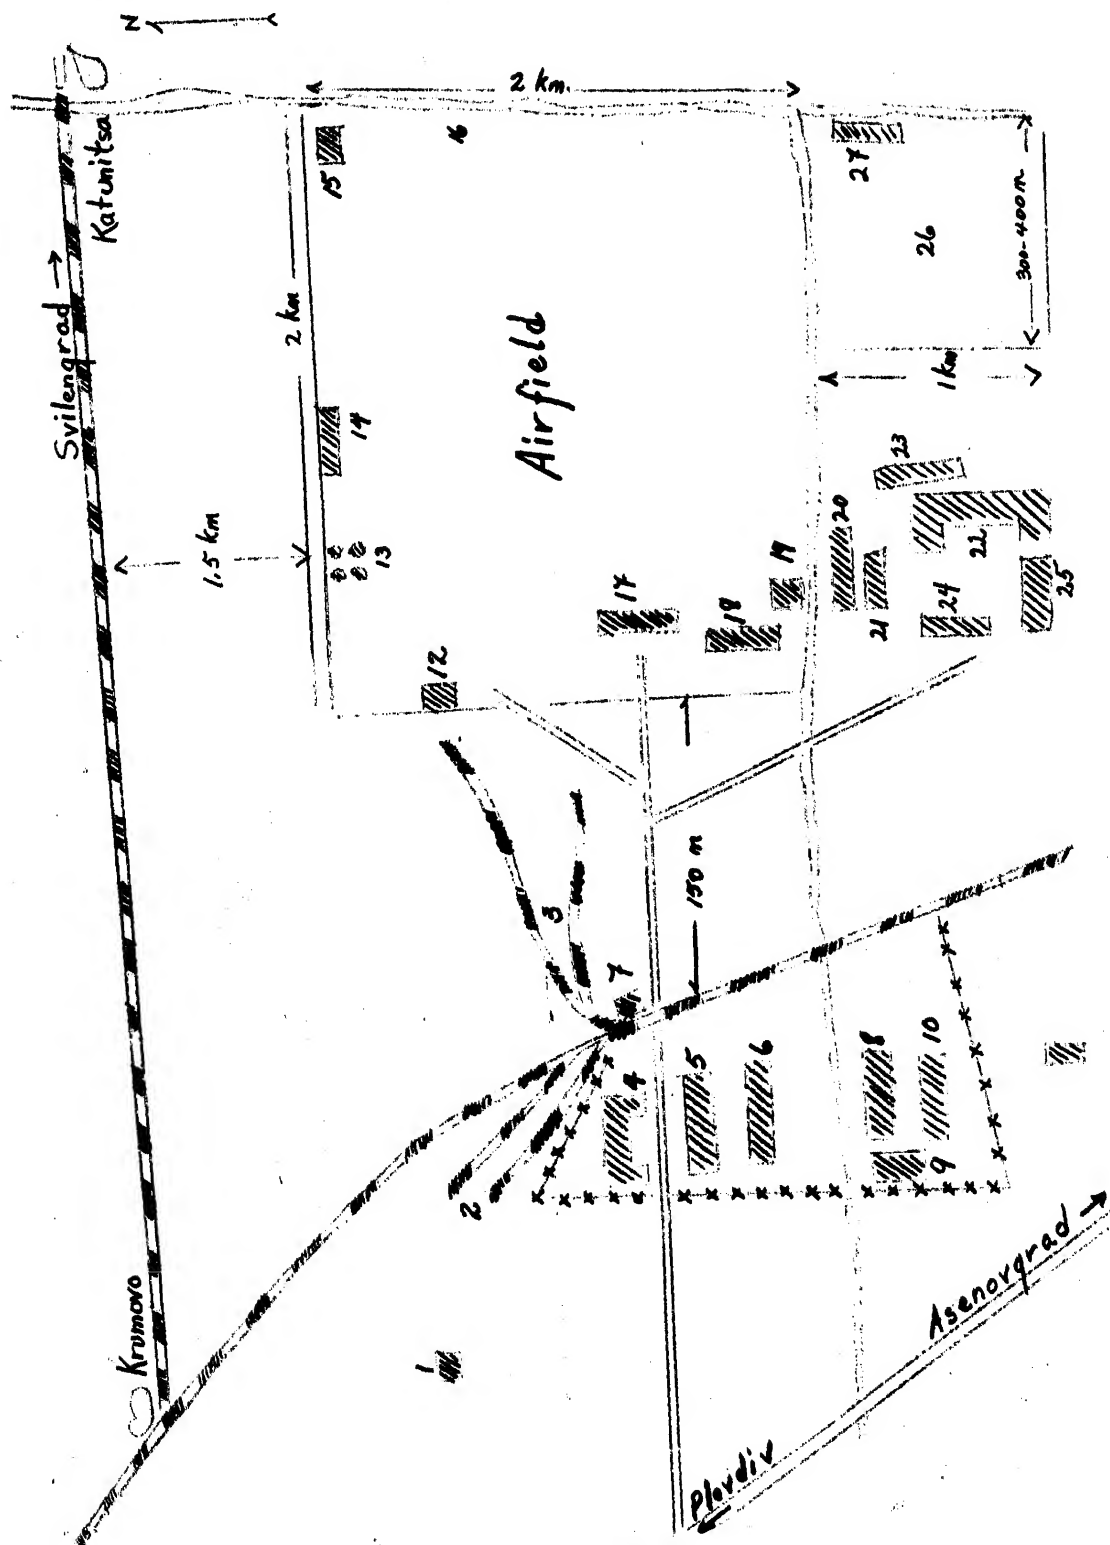 N
Svilengrad →
Katunitsa
Krumovo
2 km.
2 km
1.5 km
Airfield
15
16
14
13
12
17
18
19
20
21
22
23
24
25
26
27
300-400 m
1 km
150 m
1
2
3
4
5
6
7
8
9
10
Plovdiv
Asenovgrad